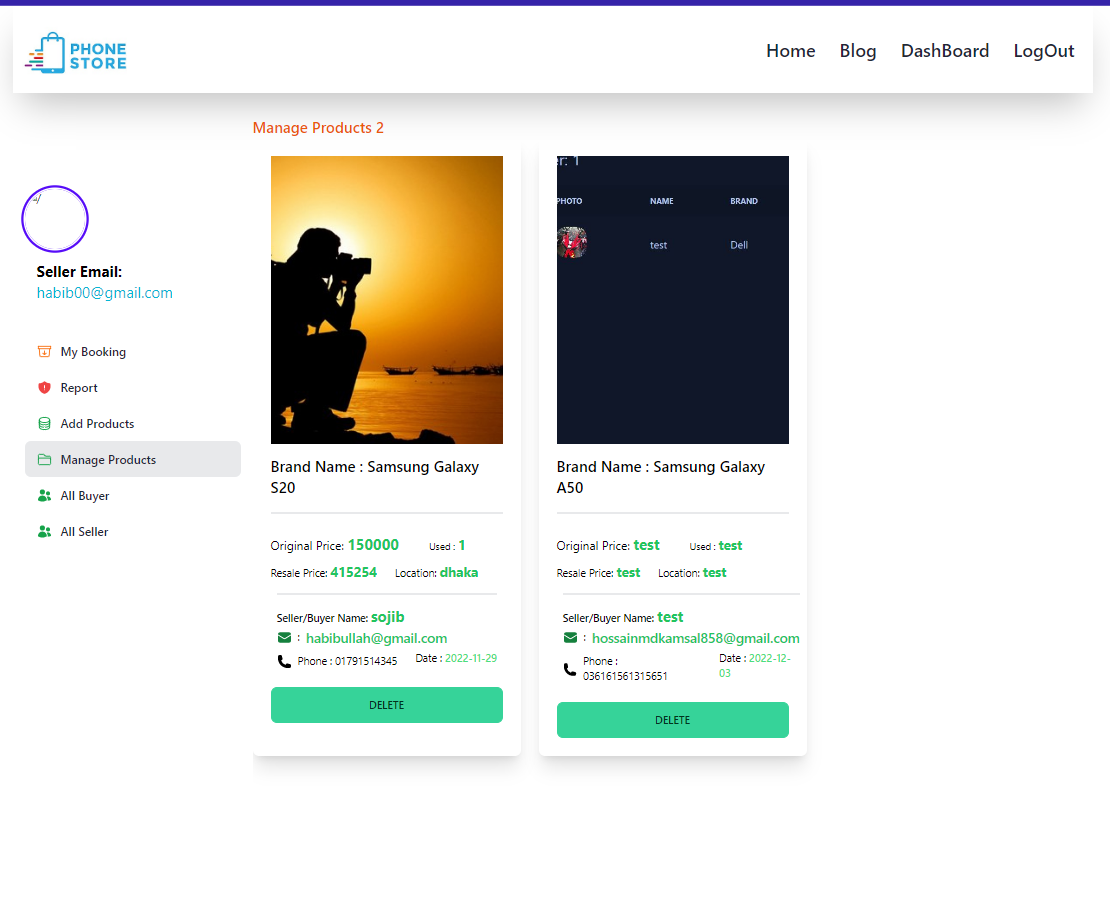 PHONE
STORE
Home Blog DashBoard LogOut
Manage Products 2
Seller Email:
habib00@gmail.com
My Booking
Report
Add Products
Manage Products
All Buyer
All Seller
Brand Name : Samsung Galaxy
S20
Original Price: 150000 Used : 1
Resale Price: 415254 Location: dhaka
Seller/Buyer Name: sojib
: habibullah@gmail.com
Phone : 01791514345 Date : 2022-11-29
DELETE
er: 1
PHOTO NAME BRAND
test Dell
Brand Name : Samsung Galaxy
A50
Original Price: test Used : test
Resale Price: test Location: test
Seller/Buyer Name: test
: hossainmdkamsal858@gmail.com
Phone : Date : 2022-12-
036161561315651 03
DELETE